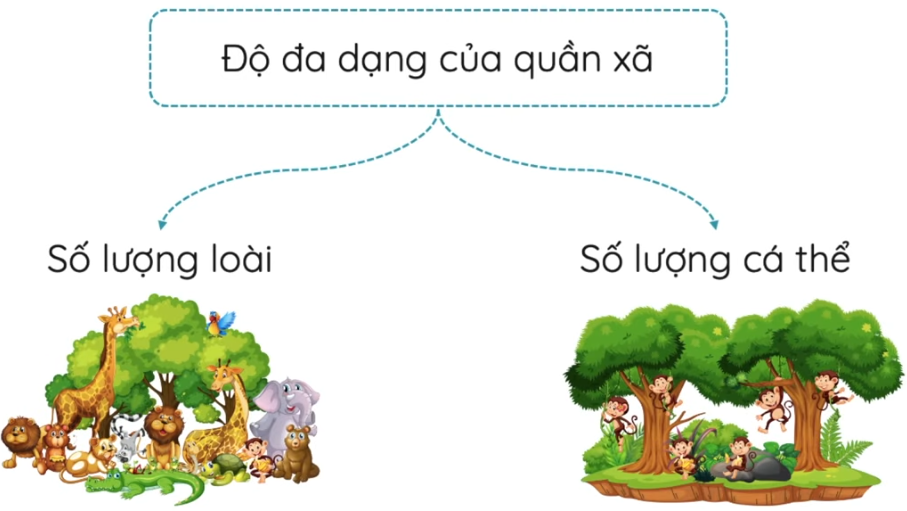 Độ đa dạng của quần xã
Số lượng loài
Số lượng cá thể